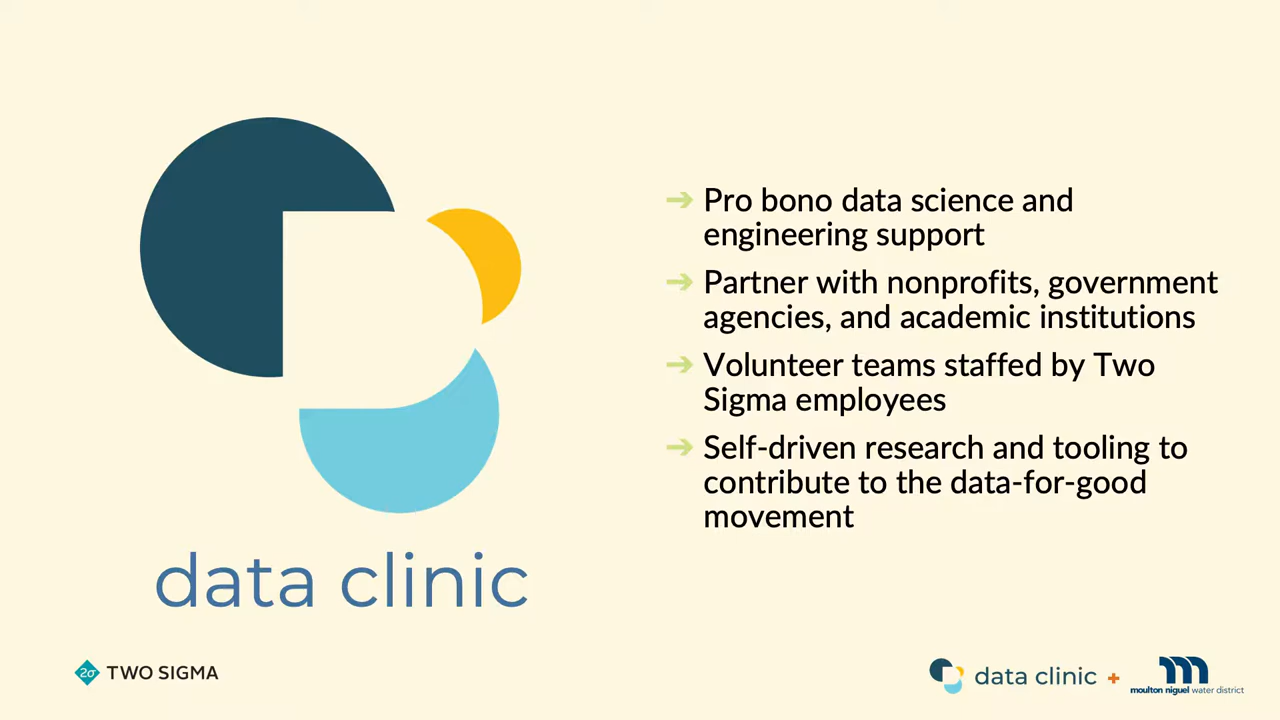 ➔ Pro bono data science and
engineering support
➔ Partner with nonprofits, government
agencies, and academic institutions
➔ Volunteer teams staffed by Two
Sigma employees
➔ Self-driven research and tooling to
contribute to the data-for-good
movement
data clinic
2σ TWO SIGMA
data clinic +
moulton niguel water district